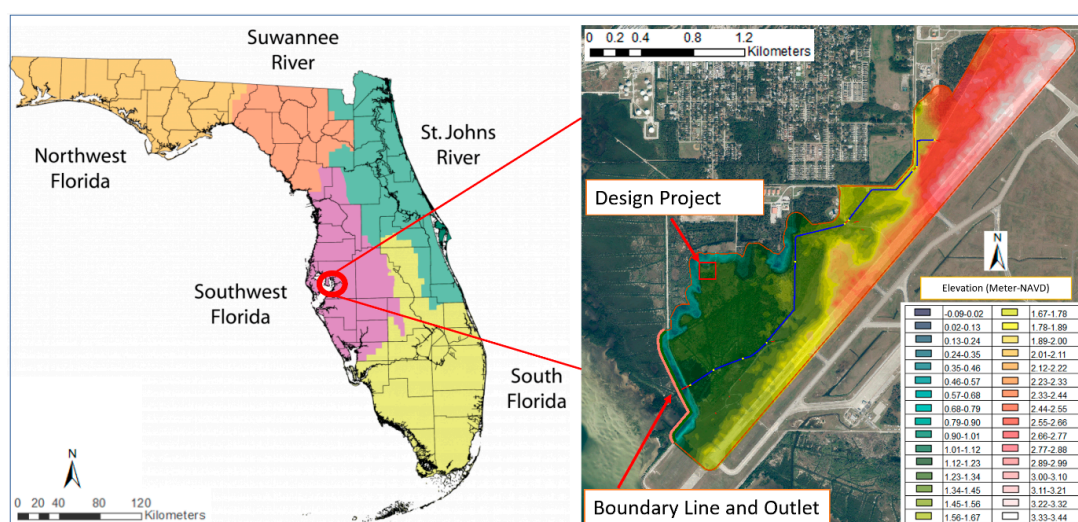 Suwannee
River
St. Johns
River
Northwest
Florida
Southwest
Florida
South
Florida
N
0 20 40 80 120
Kilometers
0 0.2 0.4 0.8 1.2
Kilometers
Design Project
N
Elevation (Meter-NAVD)
-0.09-0.02 1.67-1.78
0.02-0.13 1.78-1.89
0.13-0.24 1.89-2.00
0.24-0.35 2.01-2.11
0.35-0.46 2.12-2.22
0.46-0.57 2.23-2.33
0.57-0.68 2.33-2.44
0.68-0.79 2.44-2.55
0.79-0.90 2.55-2.66
0.90-1.01 2.66-2.77
1.01-1.12 2.77-2.88
1.12-1.23 2.89-2.99
1.23-1.34 3.00-3.10
1.34-1.45 3.11-3.21
1.45-1.56 3.22-3.32
1.56-1.67 3.33-3.44
Boundary Line and Outlet